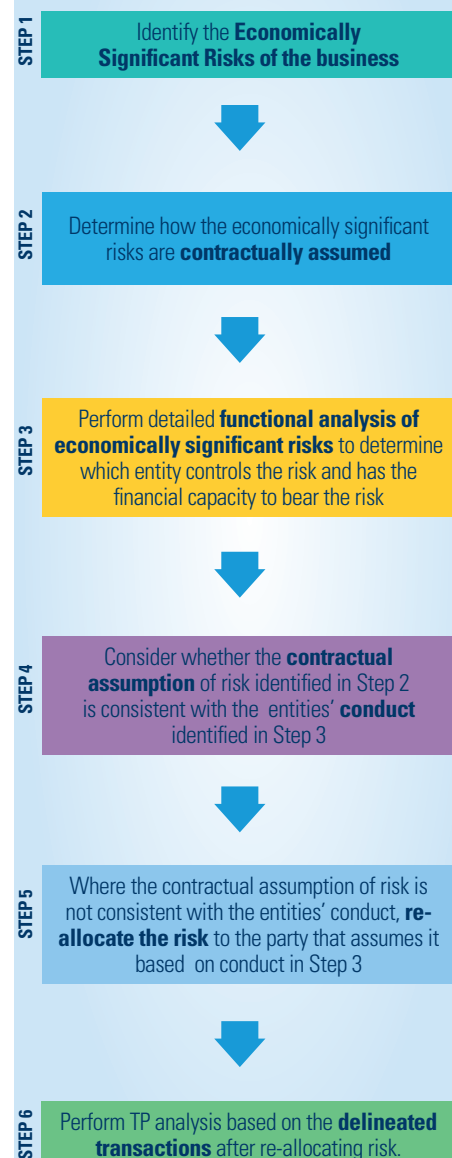 STEP 1
Identify the Economically
Significant Risks of the business
STEP 2
Determine how the economically significant
risks are contractually assumed
STEP 3
Perform detailed functional analysis of
economically significant risks to determine
which entity controls the risk and has the
financial capacity to bear the risk
STEP 4
Consider whether the contractual
assumption of risk identified in Step 2
is consistent with the entities’ conduct
identified in Step 3
STEP 5
Where the contractual assumption of risk is
not consistent with the entities’ conduct, re-
allocate the risk to the party that assumes it
based on conduct in Step 3
STEP 6
Perform TP analysis based on the delineated
transactions after re-allocating risk.